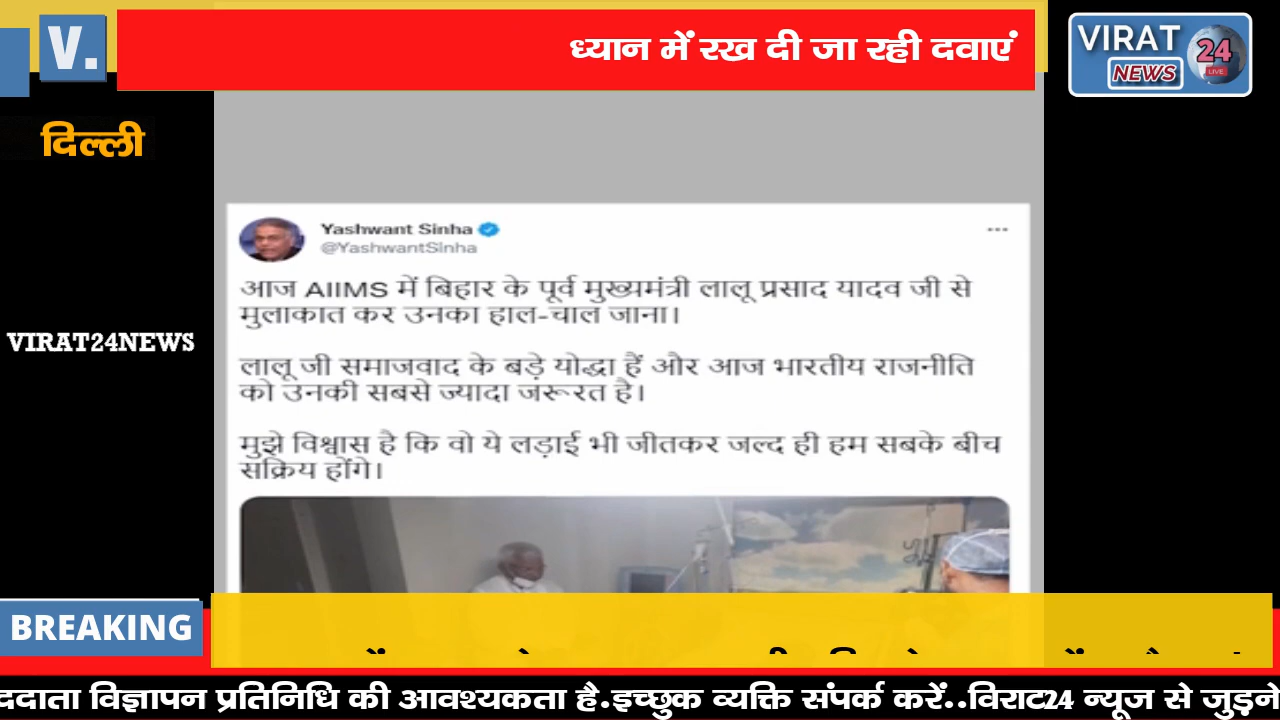 V.
ध्यान में रख दी जा रही दवाएं
VIRAT
24
NEWS
LIVE
दिल्ली
Yashwant Sinha
@YashwantSinha
आज AIIMS में बिहार के पूर्व मुख्यमंत्री लालू प्रसाद यादव जी से
मुलाकात कर उनका हाल-चाल जाना।
लालू जी समाजवाद के बड़े योद्धा हैं और आज भारतीय राजनीति
को उनकी सबसे ज्यादा जरूरत है।
मुझे विश्वास है कि वो ये लड़ाई भी जीतकर जल्द ही हम सबके बीच
सक्रिय होंगे।
VIRAT24NEWS
BREAKING
ददाता विज्ञापन प्रतिनिधि की आवश्यकता है.इच्छुक व्यक्ति संपर्क करें..विराट24 न्यूज से जुड़ने